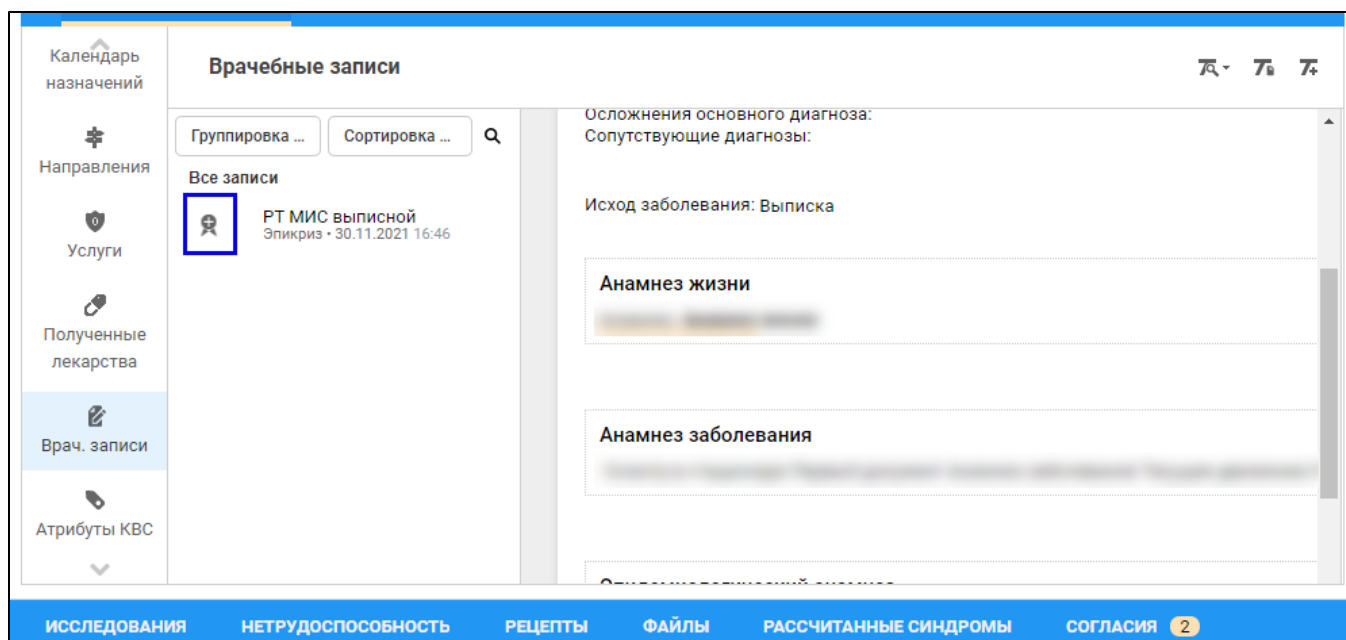 Календарь
назначений
Врачебные записи
Направления
Услуги
Полученные
лекарства
Врач. записи
Атрибуты КВС
Группировка ...
Сортировка ...
Все записи
РТ МИС выписной
Эпикриз • 30.11.2021 16:46
Осложнения основного диагноза:
Сопутствующие диагнозы:
Исход заболевания: Выписка
Анамнез жизни
Анамнез заболевания
ИССЛЕДОВАНИЯ
НЕТРУДОСПОСОБНОСТЬ
РЕЦЕПТЫ
ФАЙЛЫ
РАССЧИТАННЫЕ СИНДРОМЫ
СОГЛАСИЯ 2